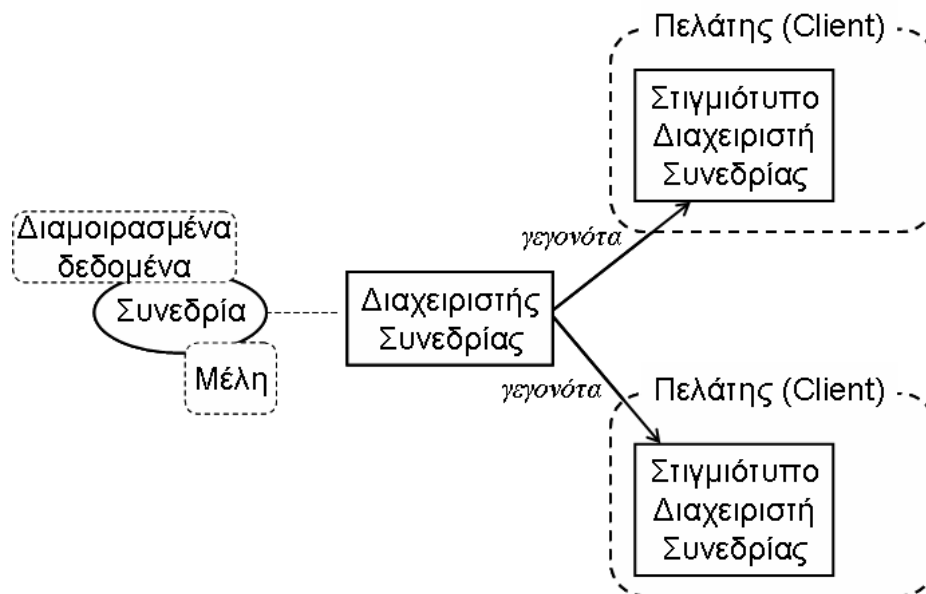 Πελάτης (Client)
Στιγμιότυπο
Διαχειριστή
Συνεδρίας
γεγονότα
Διαμοιρασμένα
δεδομένα
Συνεδρία
Μέλη
Διαχειριστής
Συνεδρίας
γεγονότα
Πελάτης (Client)
Στιγμιότυπο
Διαχειριστή
Συνεδρίας